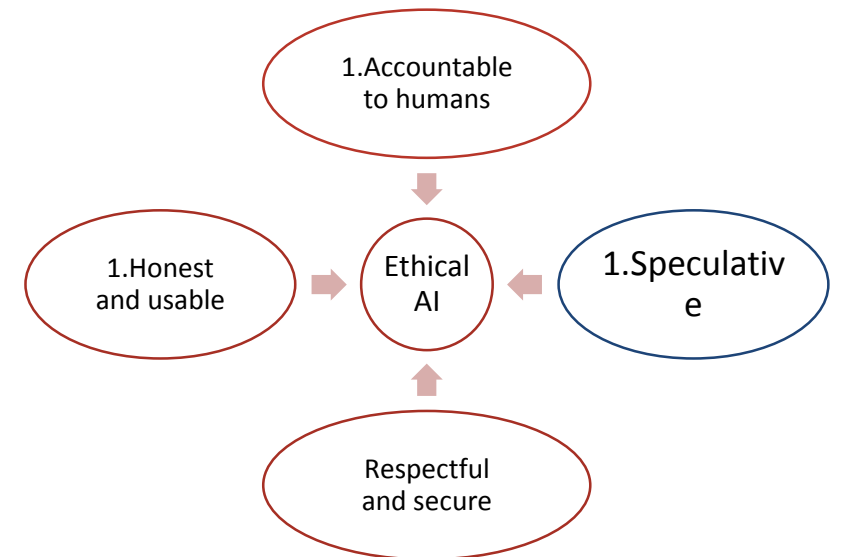 1.Accountable
to humans
1.Honest
and usable
Ethical
AI
1.Speculativ
e
Respectful
and secure